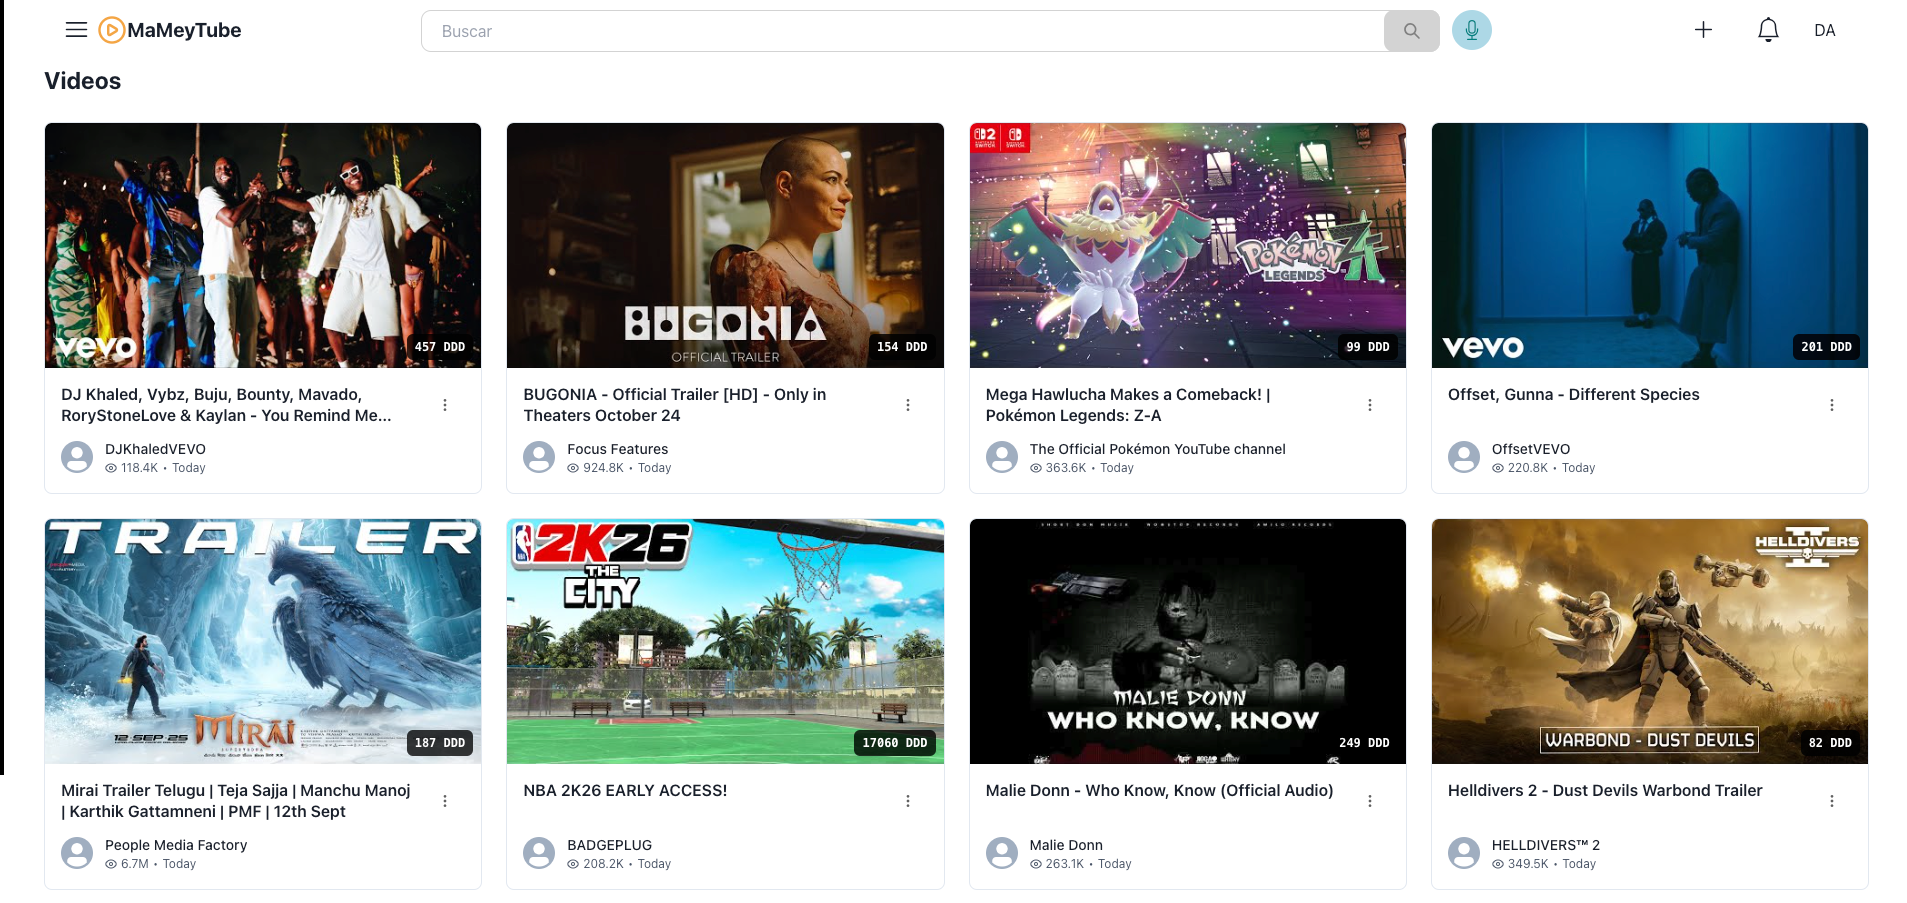 MaMeyTube
Buscar
DA
Videos
vevo
457 DDD
BUGONIA
OFFICIAL TRAILER
154 DDD
2
Pokémon
LEGENDS
Z-A
99 DDD
vevo
201 DDD
DJ Khaled, Vybz, Buju, Bounty, Mavado,
RoryStoneLove & Kaylan - You Remind Me...
DJKhaledVEVO
118.4K • Today
BUGONIA - Official Trailer [HD] - Only in
Theaters October 24
Focus Features
924.8K • Today
Mega Hawlucha Makes a Comeback! |
Pokémon Legends: Z-A
The Official Pokémon YouTube channel
363.6K • Today
Offset, Gunna - Different Species
OffsetVEVO
220.8K • Today
TRAILER
12 SEP 25
MIRAI
187 DDD
NBA
2K26
THE
CITY
17060 DDD
MALIE DONN
WHO KNOW, KNOW
249 DDD
HELLDIVERS
II
WARBOND - DUST DEVILS
82 DDD
Mirai Trailer Telugu | Teja Sajja | Manchu Manoj
| Karthik Gattamneni | PMF | 12th Sept
People Media Factory
6.7M • Today
NBA 2K26 EARLY ACCESS!
BADGEPLUG
208.2K • Today
Malie Donn - Who Know, Know (Official Audio)
Malie Donn
263.1K • Today
Helldivers 2 - Dust Devils Warbond Trailer
HELLDIVERS™ 2
349.5K • Today